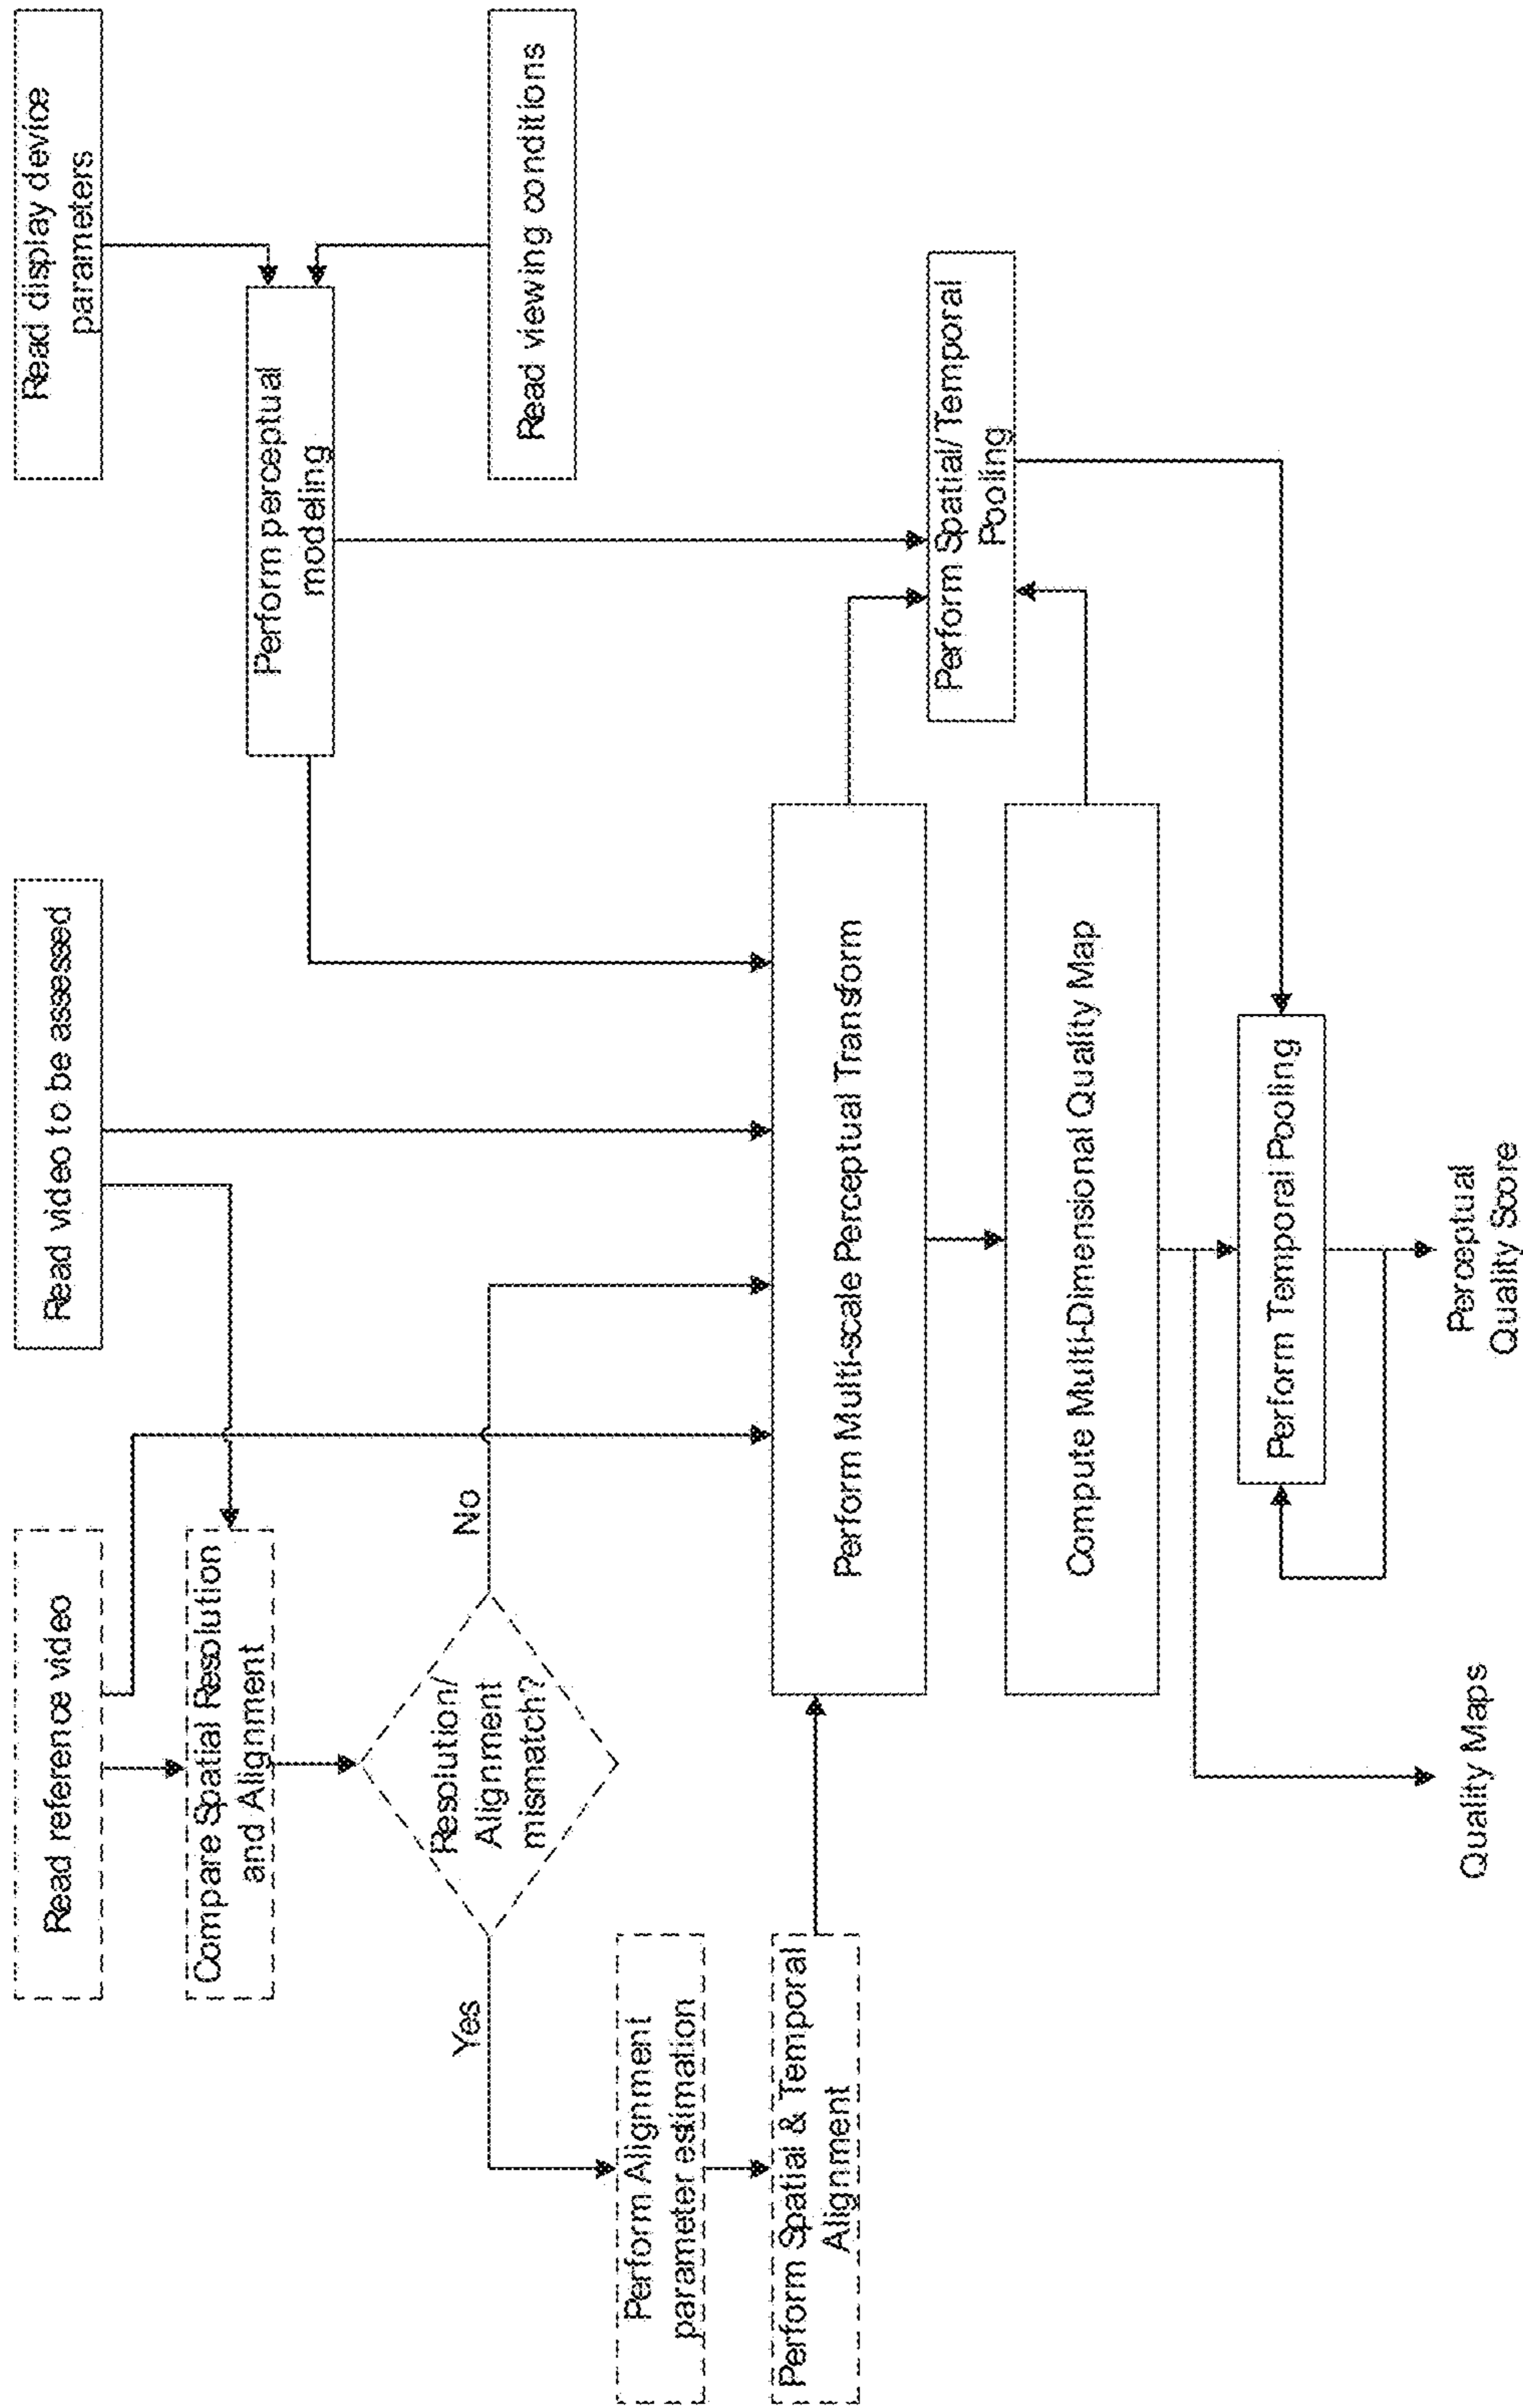 Read reference video
Read video to be assessed
Read display device
parameters
Compare Spatial Resolution
and Alignment
Perform perceptual
modeling
Resolution/
Alignment
mismatch?
Yes
No
Read viewing conditions
Perform Alignment
parameter estimation
Perform Spatial & Temporal
Alignment
Perform Multi-scale Perceptual Transform
Perform Spatial/Temporal
Pooling
Compute Multi-Dimensional Quality Map
Perform Temporal Pooling
Quality Maps
Perceptual
Quality Score